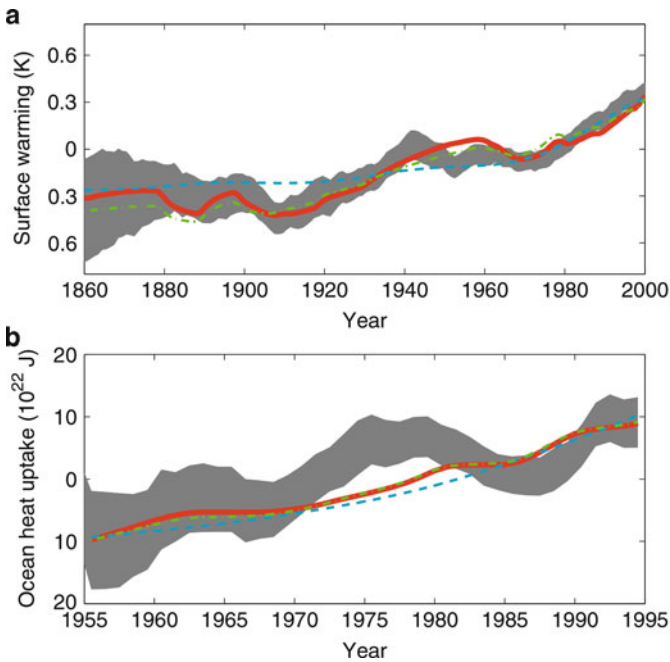 a
Surface warming (K)
0.6
0.3
0
0.3
0.6
1860 1880 1900 1920 1940 1960 1980 2000
Year
b
Ocean heat uptake (10²² J)
20
10
0
10
20
1955 1960 1965 1970 1975 1980 1985 1990 1995
Year